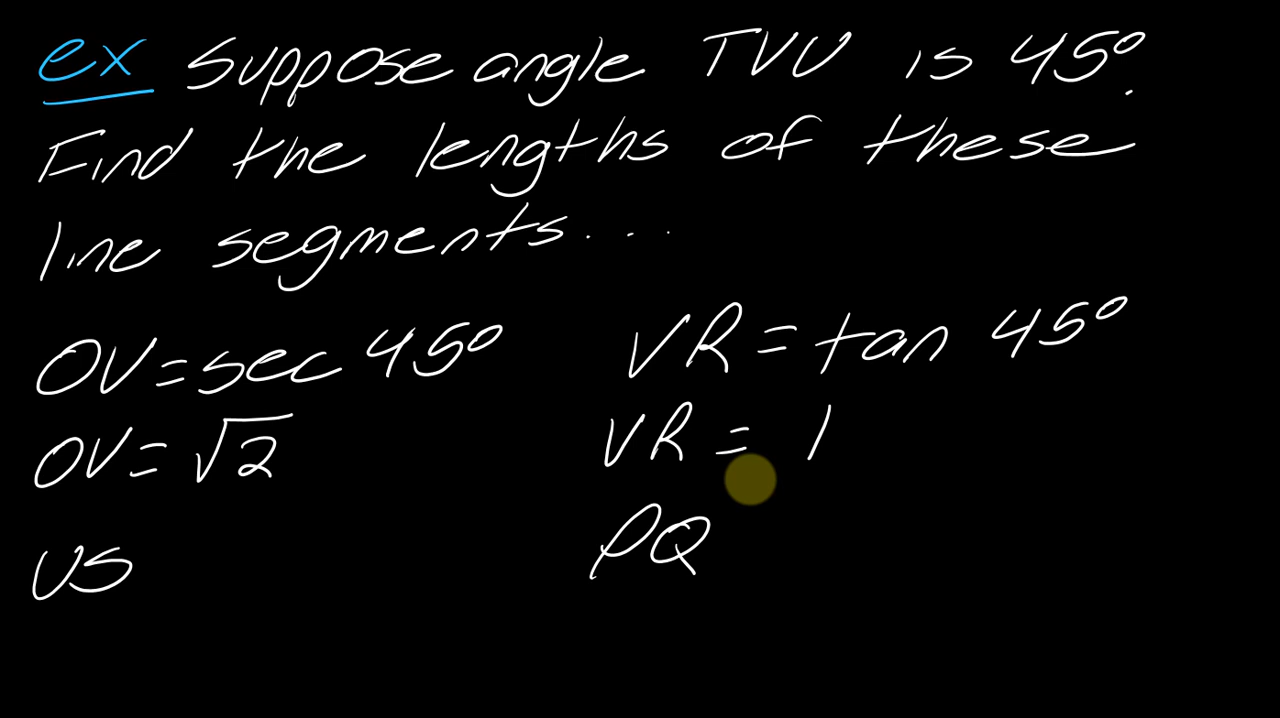 ex Suppose angle TVU is 45°.
Find the lengths of these
line segments...
OV = sec 45°
VR = tan 45°
OV = √2
VR = 1
US
PQ